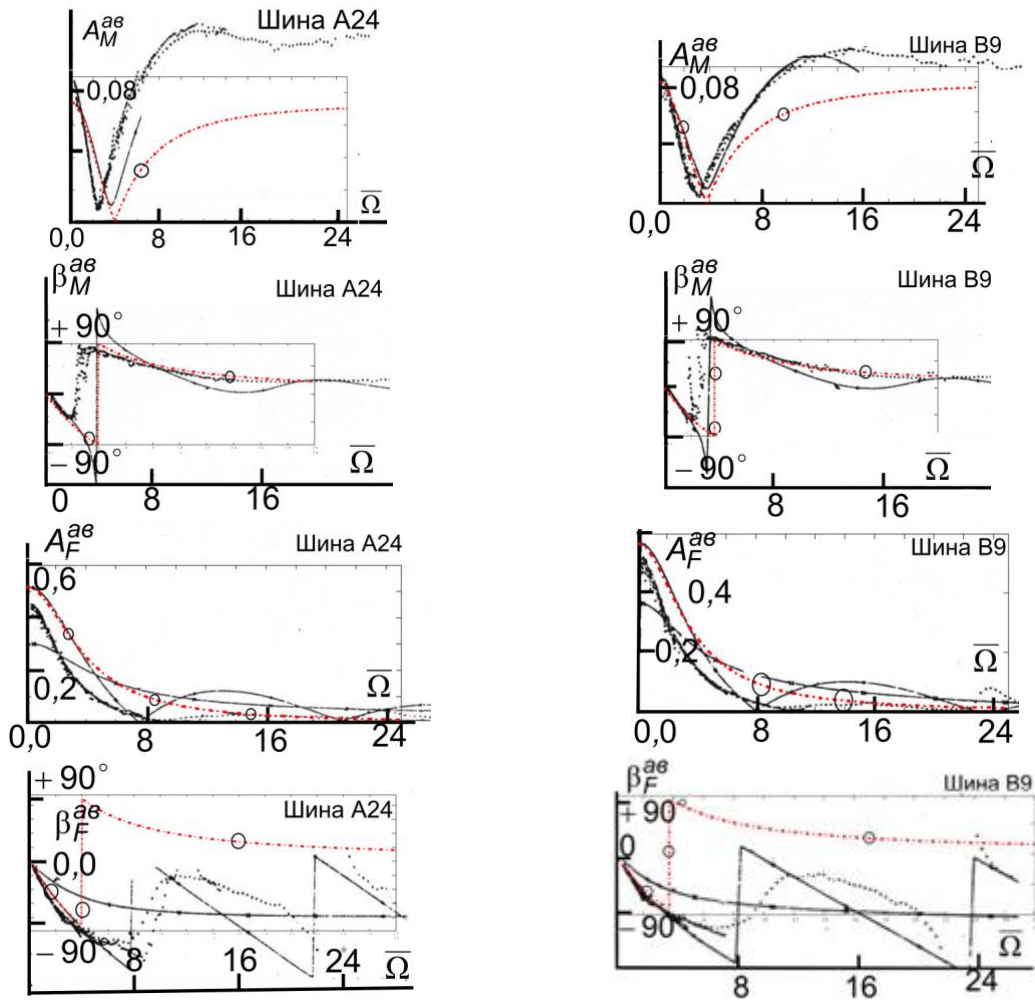 A_M^ав Шина А24
0,08
Ω̅
0,0 8 16 24
A_M^ав Шина В9
0,08
Ω̅
0,0 8 16 24
β_M^ав Шина А24
+90°
−90° Ω̅
0 8 16
β_M^ав Шина В9
+90°
−90° Ω̅
8 16
A_F^ав Шина А24
0,6
0,2 Ω̅
0,0 8 16 24
A_F^ав Шина В9
0,4
0,2 Ω̅
0,0 8 16 24
+90° Шина А24
β_F^ав
0,0
−90 8 16 24 Ω̅
β_F^ав Шина В9
+90°
0
−90 Ω̅
8 16 24